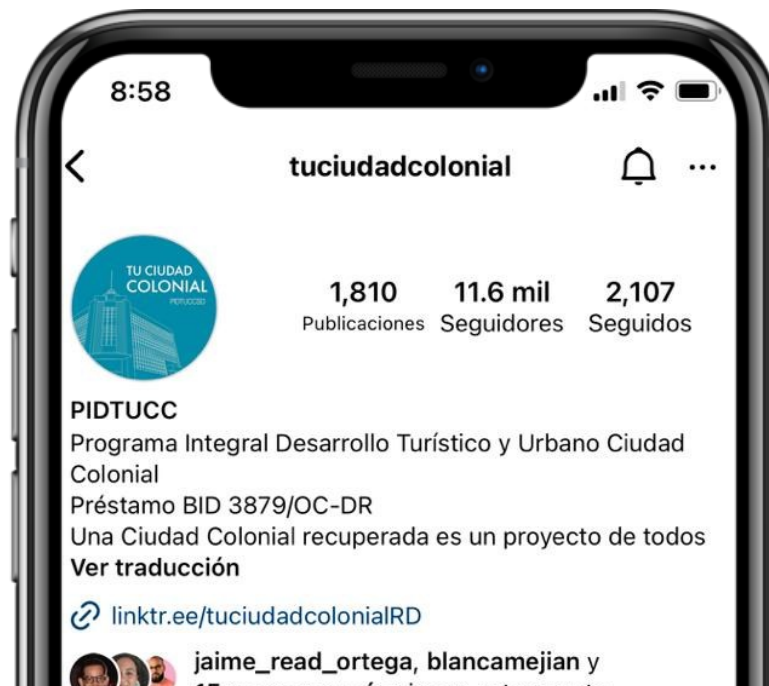 8:58
tuciudadcolonial
TU CIUDAD
COLONIAL
1,810 11.6 mil 2,107
Publicaciones Seguidores Seguidos
PIDTUCC
Programa Integral Desarrollo Turístico y Urbano Ciudad
Colonial
Préstamo BID 3879/OC-DR
Una Ciudad Colonial recuperada es un proyecto de todos
Ver traducción
linktr.ee/tuciudadcolonialRD
jaime_read_ortega, blancamejian y